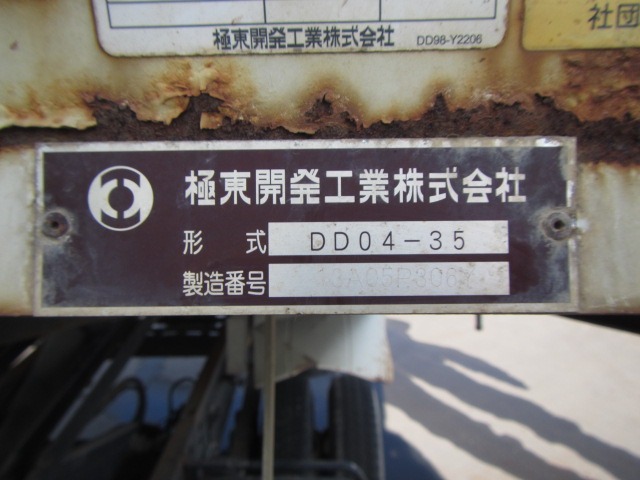 極東開発工業株式会社 DD98-Y2206
社団
極東開発工業株式会社
形式 DD04-35
製造番号